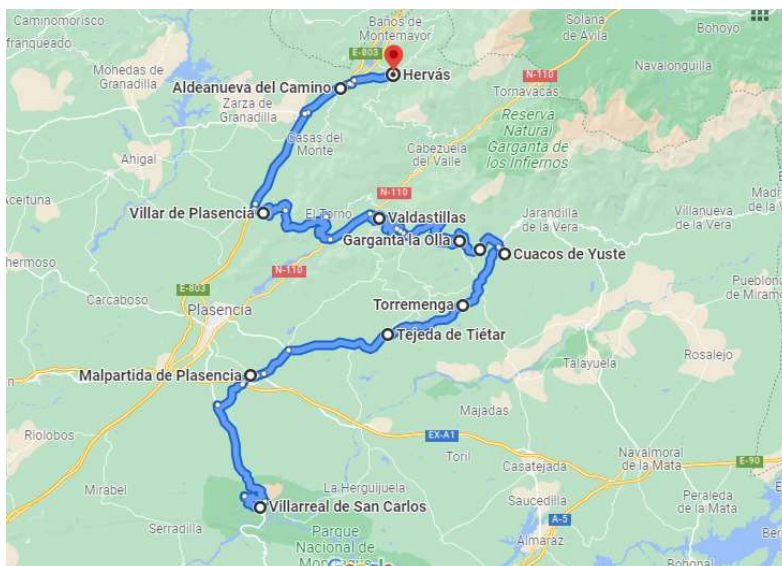 Caminomorisco
Baños de
Montemayor
Solana
de Ávila
Bohoyo
franqueado
E-803
Mohedas de
Granadilla
Aldeanueva del Camino
Hervás
N-110
Navalonguilla
Tornavacas
Zarza de
Granadilla
Reserva
Natural
Garganta de
los Infiernos
Casas del
Monte
Cabezuela
del Valle
Ahigal
Aceituna
N-110
Villar de Plasencia
El Torno
Valdastillas
Jarandilla
de la Vera
Villanueva
de la Vera
Garganta la Olla
Cuacos de Yuste
N-110
E-803
Carcaboso
Plasencia
Torremenga
Tejeda de Tiétar
Talayuela
Rosalejo
Malpartida de Plasencia
Majadas
Riolobos
EX-A1
Toril
Casatejada
Navalmoral
de la Mata
E-90
Mirabel
La Herguijuela
Saucedilla
Peraleda
de la Mata
Villarreal de San Carlos
Serradilla
A-5
Parque
Nacional de
Almaraz
Bohonal